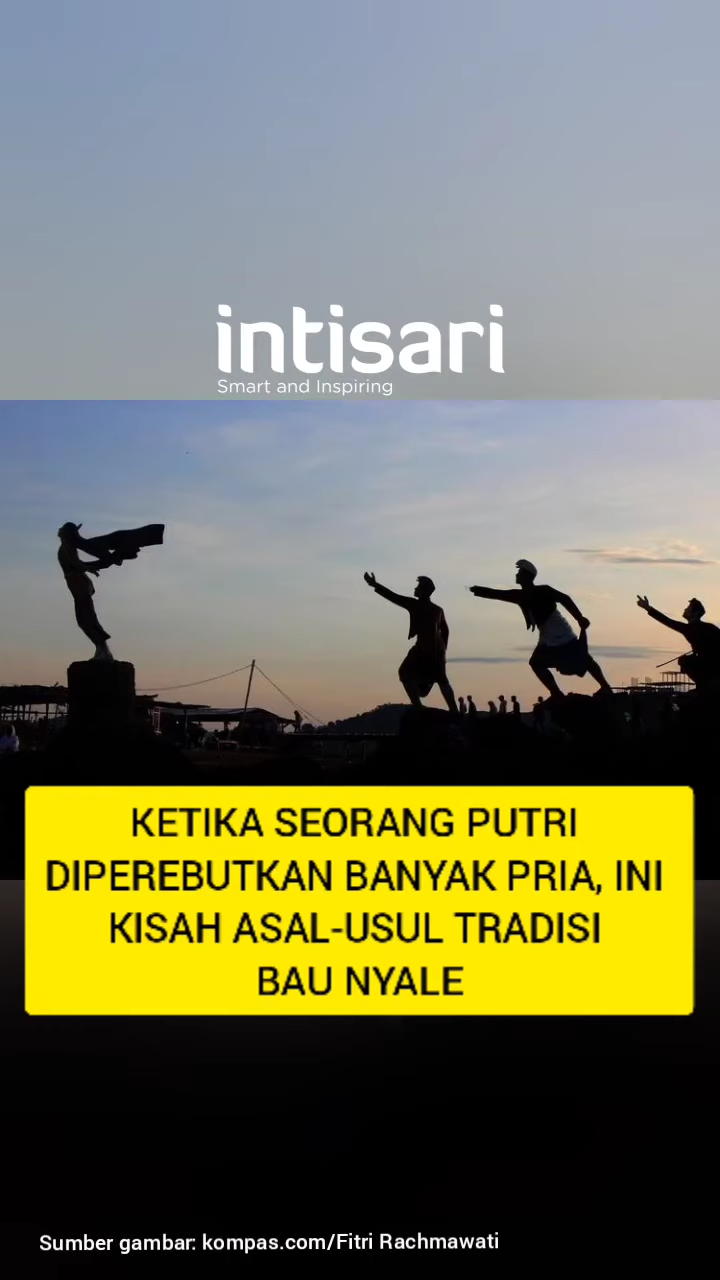 intisari
Smart and Inspiring
KETIKA SEORANG PUTRI
DIPEREBUTKAN BANYAK PRIA, INI
KISAH ASAL-USUL TRADISI
BAU NYALE
Sumber gambar: kompas.com/Fitri Rachmawati